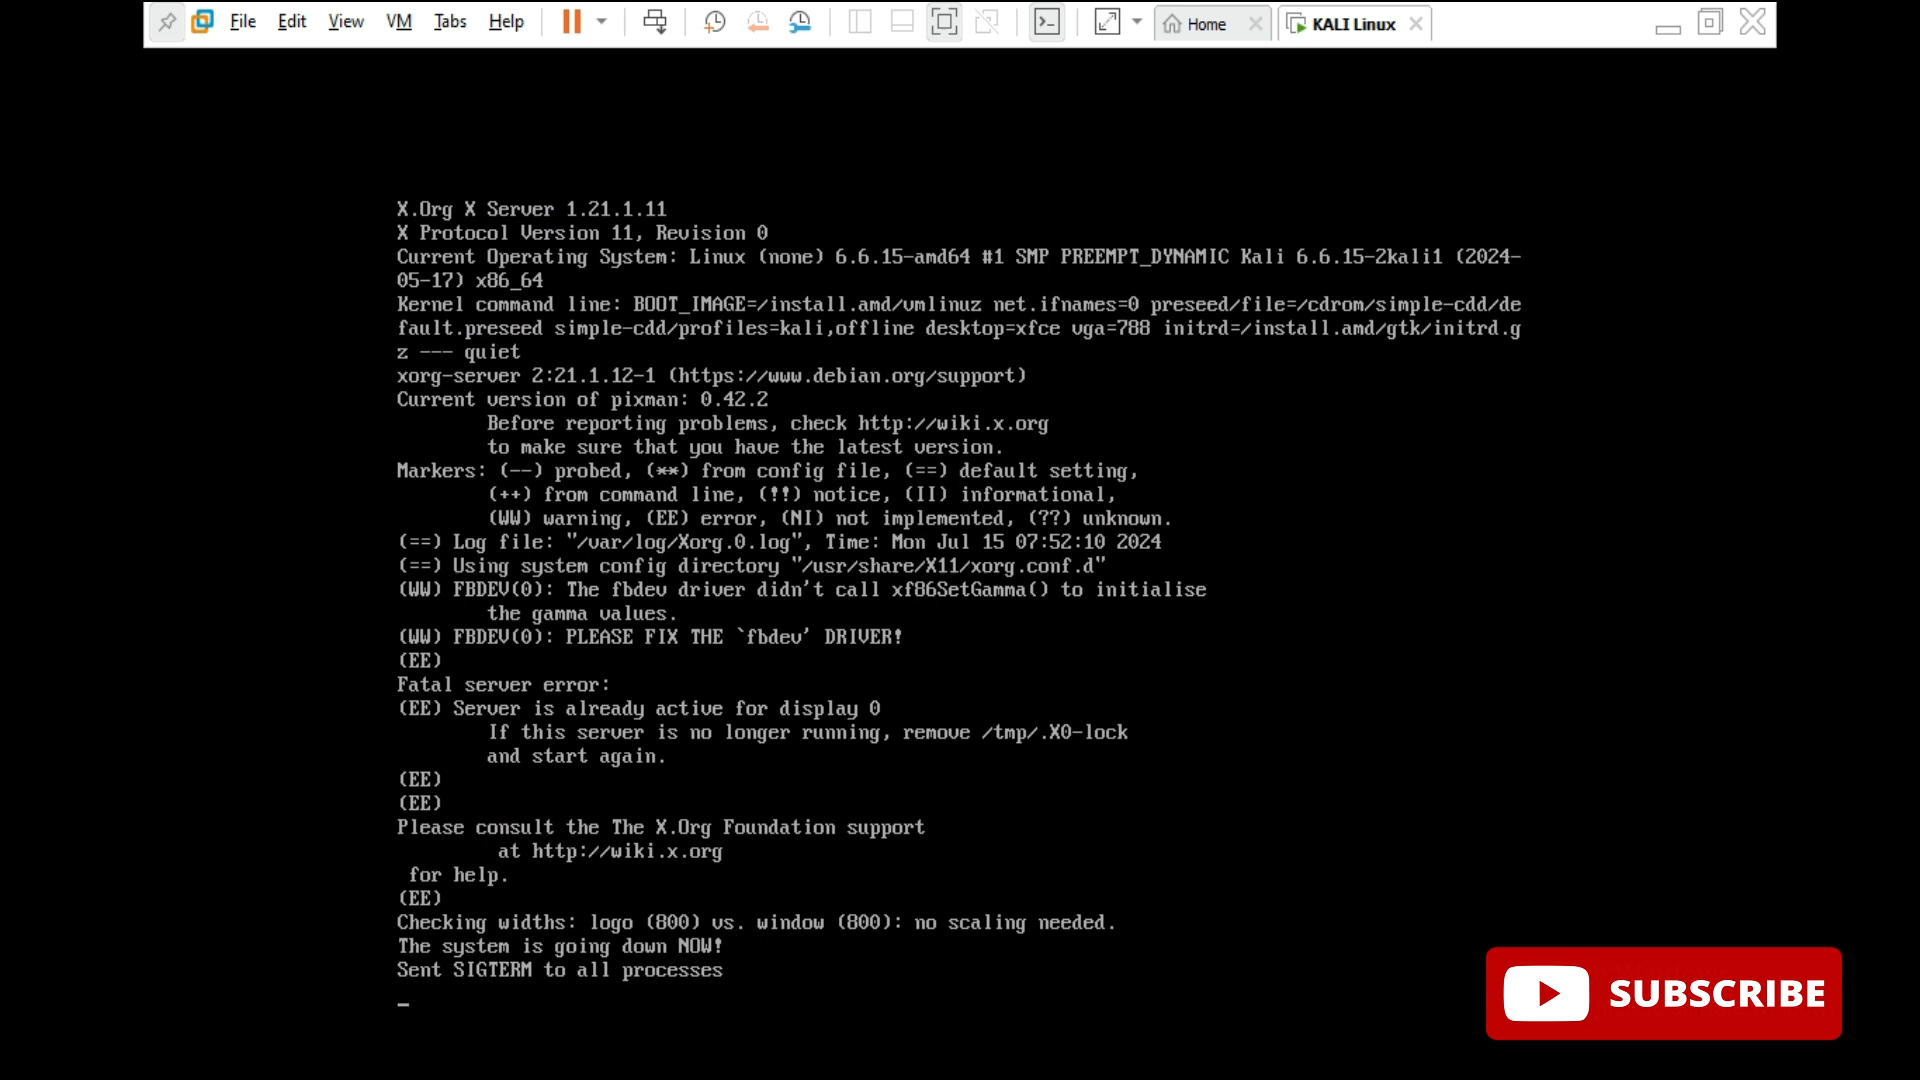 File Edit View VM Tabs Help Home KALI Linux
X.Org X Server 1.21.1.11
X Protocol Version 11, Revision 0
Current Operating System: Linux (none) 6.6.15-amd64 #1 SMP PREEMPT_DYNAMIC Kali 6.6.15-2kali1 (2024-
05-17) x86_64
Kernel command line: BOOT_IMAGE=/install.amd/vmlinuz net.ifnames=0 preseed/file=/cdrom/simple-cdd/de
fault.preseed simple-cdd/profiles=kali,offline desktop=xfce vga=788 initrd=/install.amd/gtk/initrd.g
z --- quiet
xorg-server 2:21.1.12-1 (https://www.debian.org/support)
Current version of pixman: 0.42.2
Before reporting problems, check http://wiki.x.org
to make sure that you have the latest version.
Markers: (--) probed, (**) from config file, (==) default setting,
(++) from command line, (!!) notice, (II) informational,
(WW) warning, (EE) error, (NI) not implemented, (??) unknown.
(==) Log file: "/var/log/Xorg.0.log", Time: Mon Jul 15 07:52:10 2024
(==) Using system config directory "/usr/share/X11/xorg.conf.d"
(WW) FBDEV(0): The fbdev driver didn't call xf86SetGamma() to initialise
the gamma values.
(WW) FBDEV(0): PLEASE FIX THE `fbdev' DRIVER!
(EE)
Fatal server error:
(EE) Server is already active for display 0
If this server is no longer running, remove /tmp/.X0-lock
and start again.
(EE)
(EE)
Please consult the The X.Org Foundation support
at http://wiki.x.org
for help.
(EE)
Checking widths: logo (800) vs. window (800): no scaling needed.
The system is going down NOW!
Sent SIGTERM to all processes
SUBSCRIBE